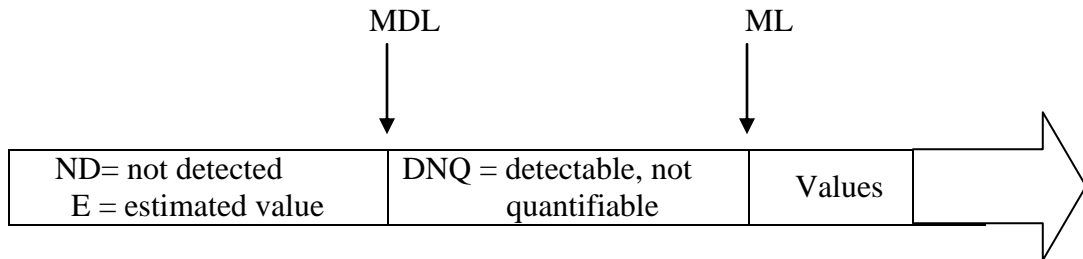 MDL
ML
ND= not detected
E = estimated value
DNQ = detectable, not
quantifiable
Values